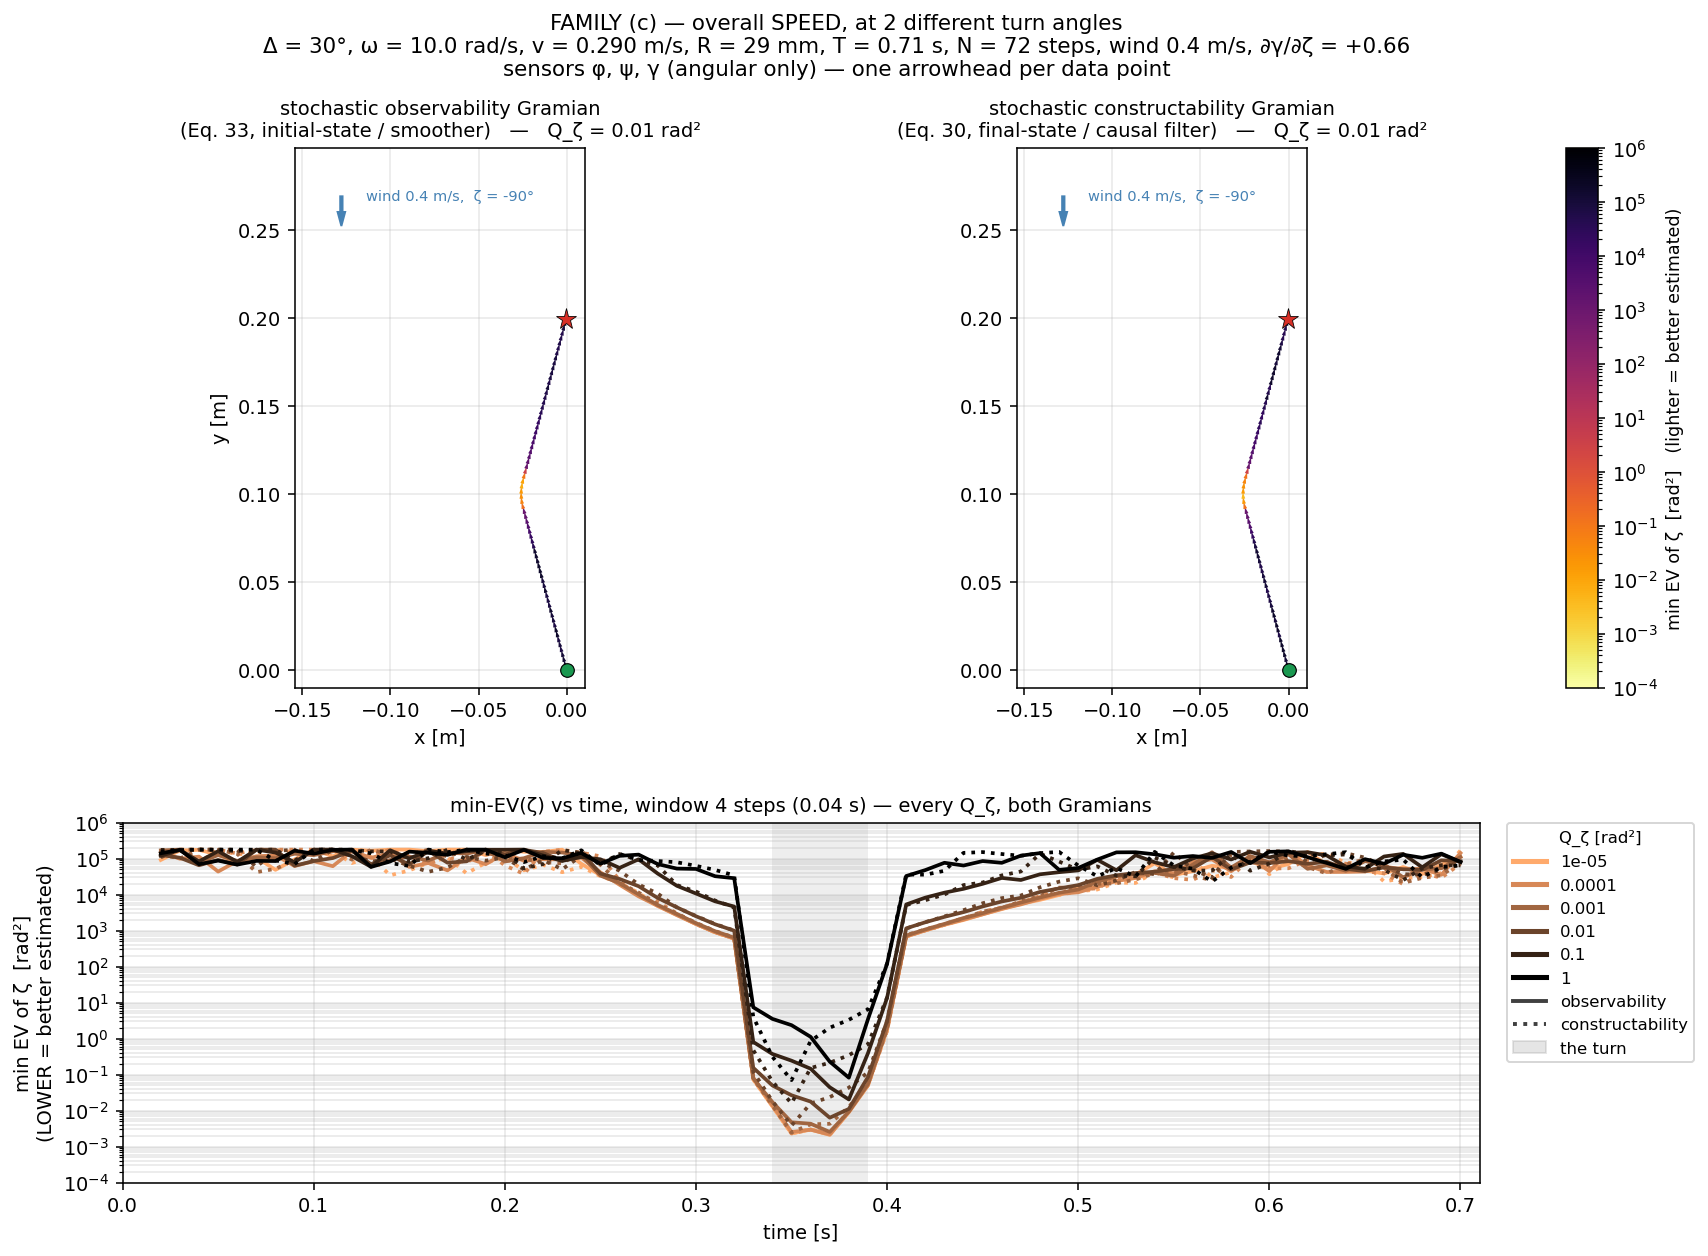 FAMILY (c) — overall SPEED, at 2 different turn angles
Δ = 30°, ω = 10.0 rad/s, v = 0.290 m/s, R = 29 mm, T = 0.71 s, N = 72 steps, wind 0.4 m/s, ∂γ/∂ζ = +0.66
sensors φ, ψ, γ (angular only) — one arrowhead per data point
stochastic observability Gramian
(Eq. 33, initial-state / smoother) — Q_ζ = 0.01 rad²
wind 0.4 m/s, ζ = -90°
0.25
0.20
0.15
0.10
0.05
0.00
y [m]
−0.15 −0.10 −0.05 0.00
x [m]
stochastic constructability Gramian
(Eq. 30, final-state / causal filter) — Q_ζ = 0.01 rad²
wind 0.4 m/s, ζ = -90°
0.25
0.20
0.15
0.10
0.05
0.00
−0.15 −0.10 −0.05 0.00
x [m]
10⁶
10⁵
10⁴
10³
10²
10¹
10⁰
10⁻¹
10⁻²
10⁻³
10⁻⁴
min EV of ζ [rad²] (lighter = better estimated)
min-EV(ζ) vs time, window 4 steps (0.04 s) — every Q_ζ, both Gramians
10⁶
10⁵
10⁴
10³
10²
10¹
10⁰
10⁻¹
10⁻²
10⁻³
10⁻⁴
min EV of ζ [rad²]
(LOWER = better estimated)
0.0 0.1 0.2 0.3 0.4 0.5 0.6 0.7
time [s]
Q_ζ [rad²]
1e-05
0.0001
0.001
0.01
0.1
1
observability
constructability
the turn